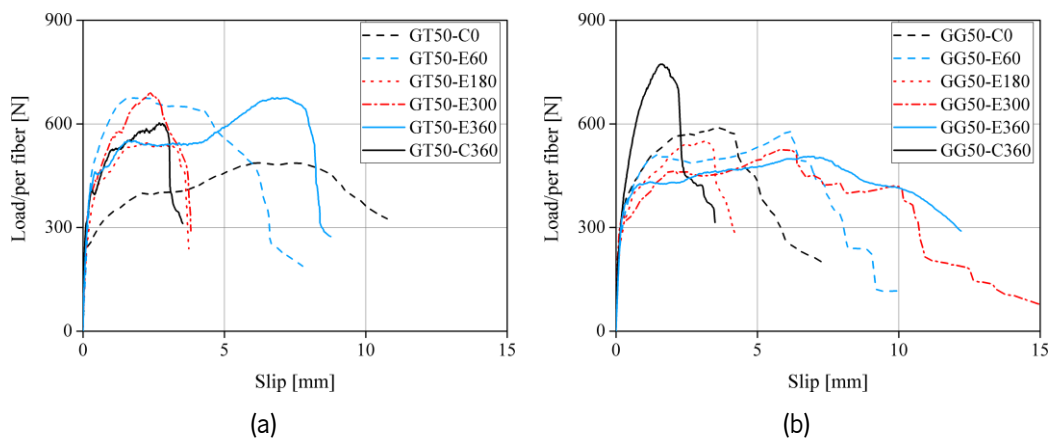 900
600
300
0
Load/per fiber [N]
0
5
10
15
Slip [mm]
GT50-C0
GT50-E60
GT50-E180
GT50-E300
GT50-E360
GT50-C360
(a)
900
600
300
0
Load/per fiber [N]
0
5
10
15
Slip [mm]
GG50-C0
GG50-E60
GG50-E180
GG50-E300
GG50-E360
GG50-C360
(b)